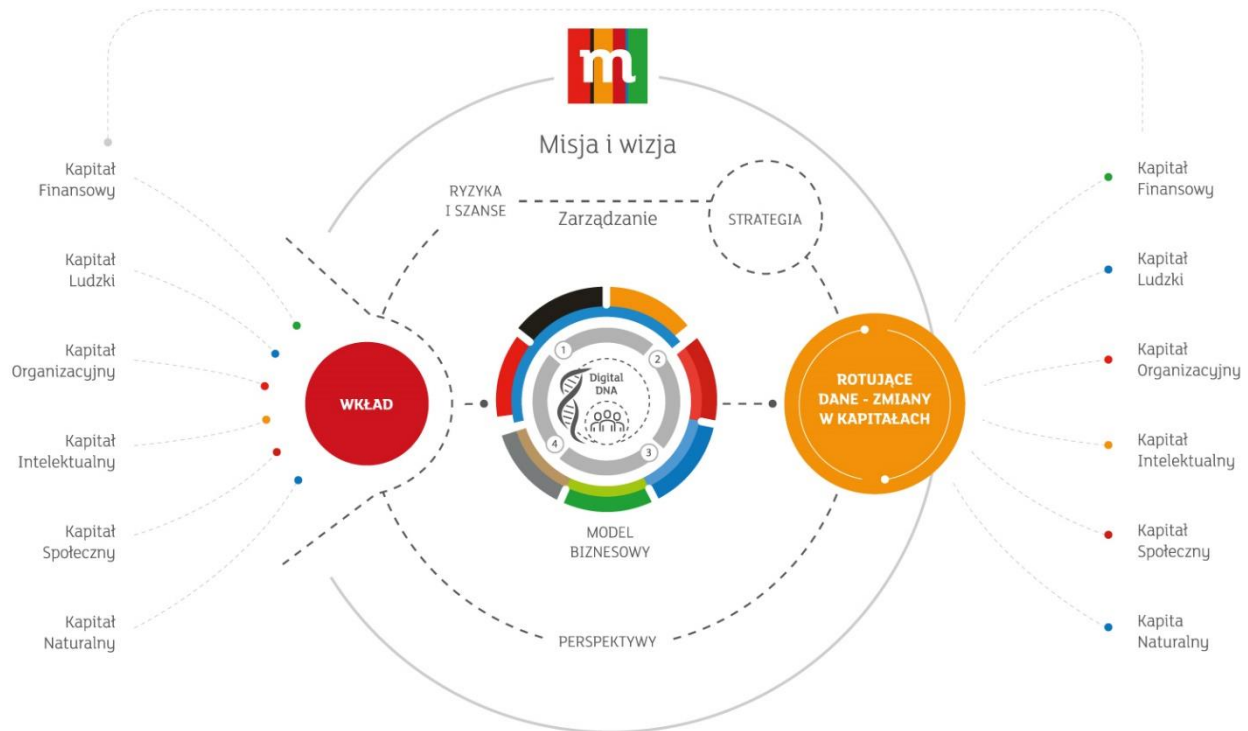 m
Misja i wizja
Kapitał
Finansowy
Kapitał
Ludzki
Kapitał
Organizacyjny
Kapitał
Intelektualny
Kapitał
Społeczny
Kapitał
Naturalny
WKŁAD
RYZYKA
I SZANSE
Zarządzanie
STRATEGIA
1
2
Digital
DNA
4
3
MODEL
BIZNESOWY
PERSPEKTYWY
ROTUJĄCE
DANE - ZMIANY
W KAPITAŁACH
Kapitał
Finansowy
Kapitał
Ludzki
Kapitał
Organizacyjny
Kapitał
Intelektualny
Kapitał
Społeczny
Kapita
Naturalny